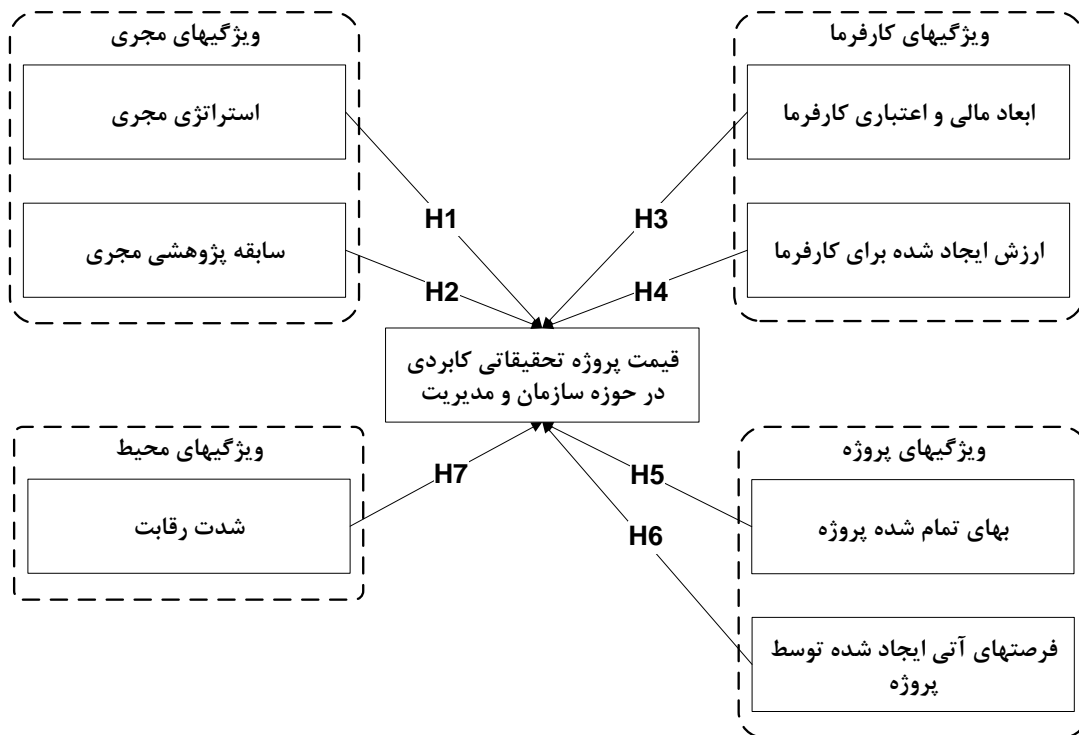 ویژگیهای کارفرما
ابعاد مالی و اعتباری کارفرما
ارزش ایجاد شده برای کارفرما
ویژگیهای مجری
استراتژی مجری
سابقه پژوهشی مجری
H3
H1
H4
H2
قیمت پروژه تحقیقاتی کابردی
در حوزه سازمان و مدیریت
ویژگیهای پروژه
بهای تمام شده پروژه
فرصتهای آتی ایجاد شده توسط
پروژه
ویژگیهای محیط
شدت رقابت
H5
H7
H6